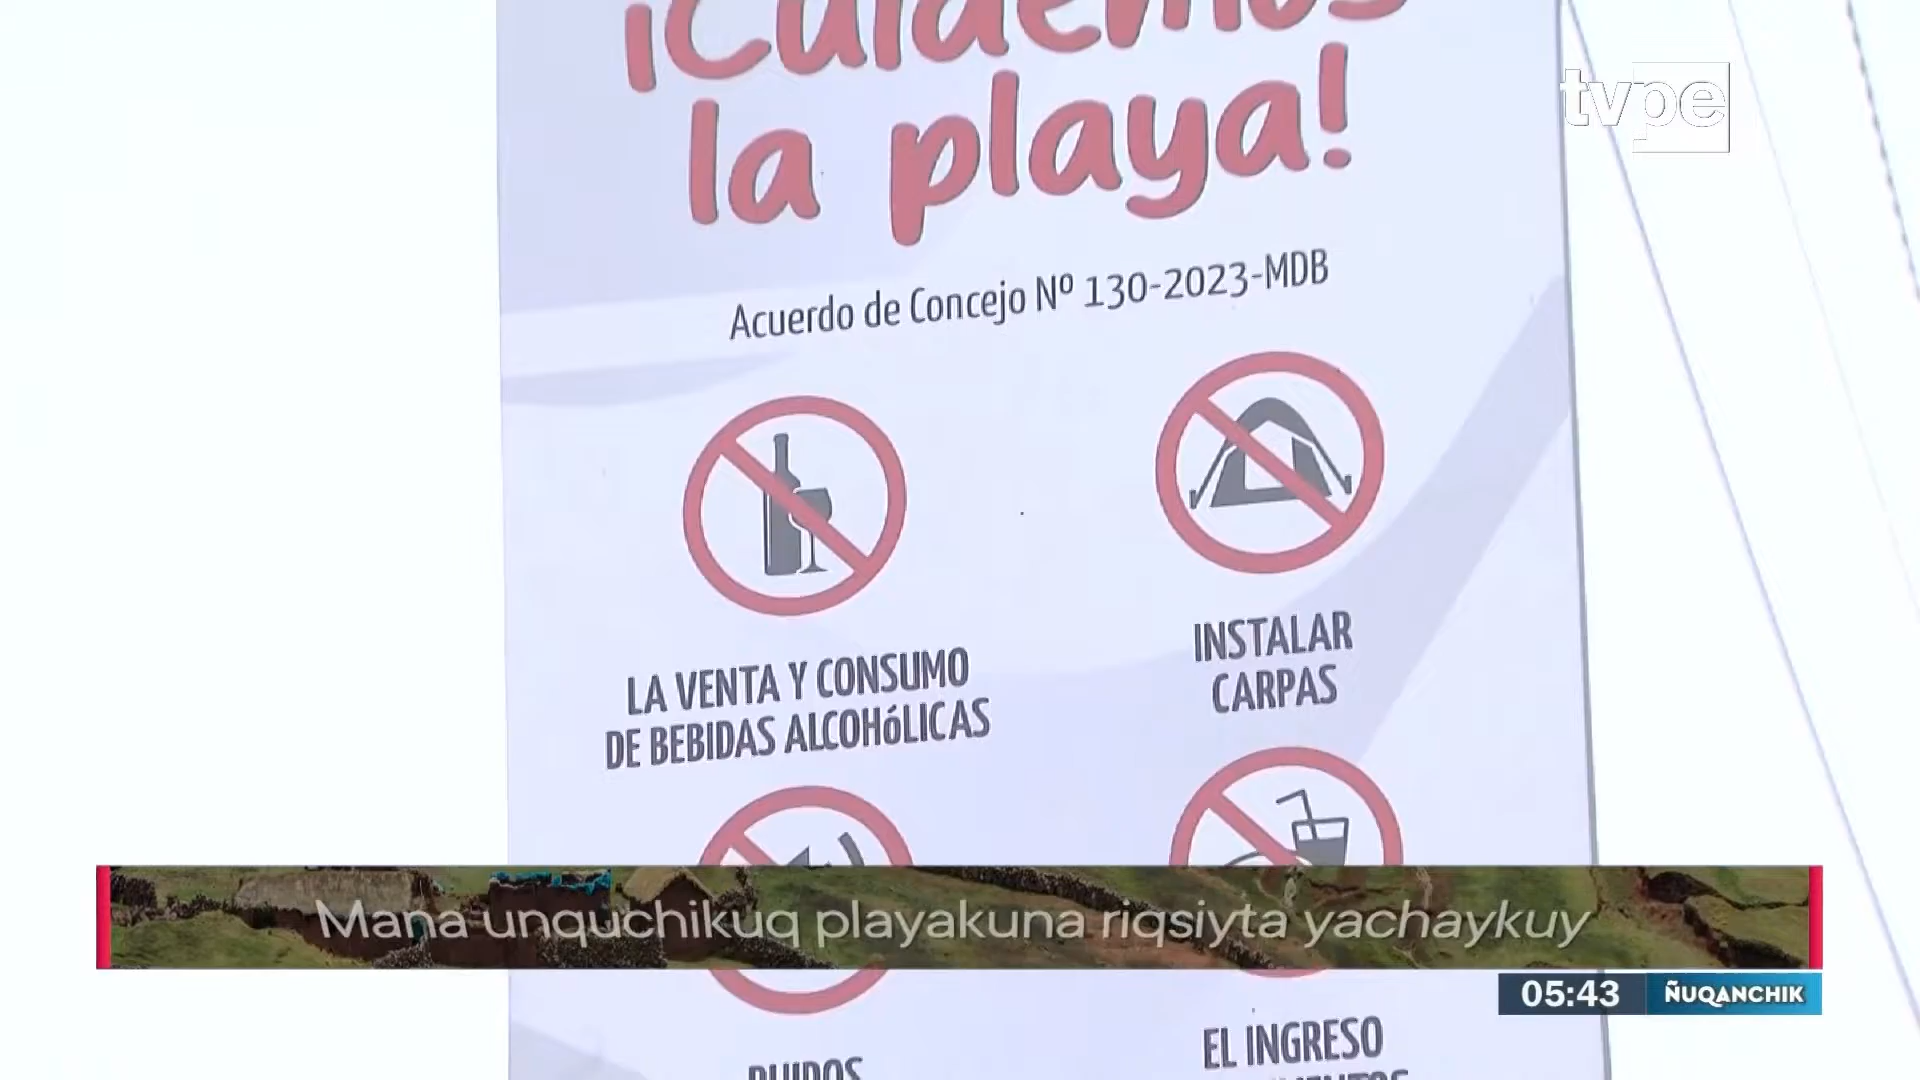 ¡Cuidemos
la playa!
tvpe
Acuerdo de Concejo Nº 130-2023-MDB
LA VENTA Y CONSUMO
DE BEBIDAS ALCOHóLICAS
INSTALAR
CARPAS
Mana unquchikuq playakuna riqsiyta yachaykuy
05:43
ÑUQANCHIK
RUIDOS
EL INGRESO